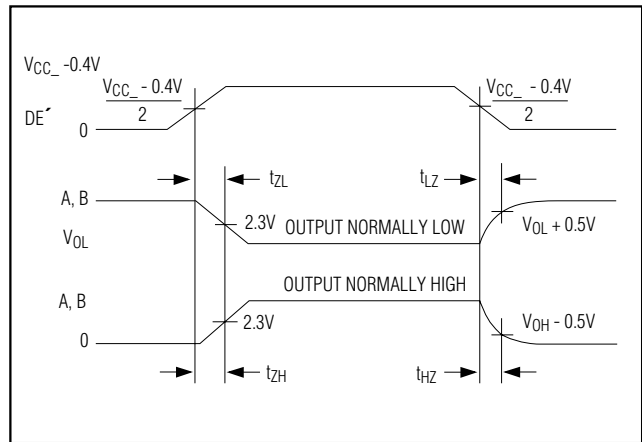 VCC_ -0.4V
VCC_ - 0.4V
2
VCC_ - 0.4V
2
DE´
0
tZL
tLZ
A, B
2.3V
OUTPUT NORMALLY LOW
VOL + 0.5V
VOL
OUTPUT NORMALLY HIGH
A, B
2.3V
VOH - 0.5V
0
tZH
tHZ